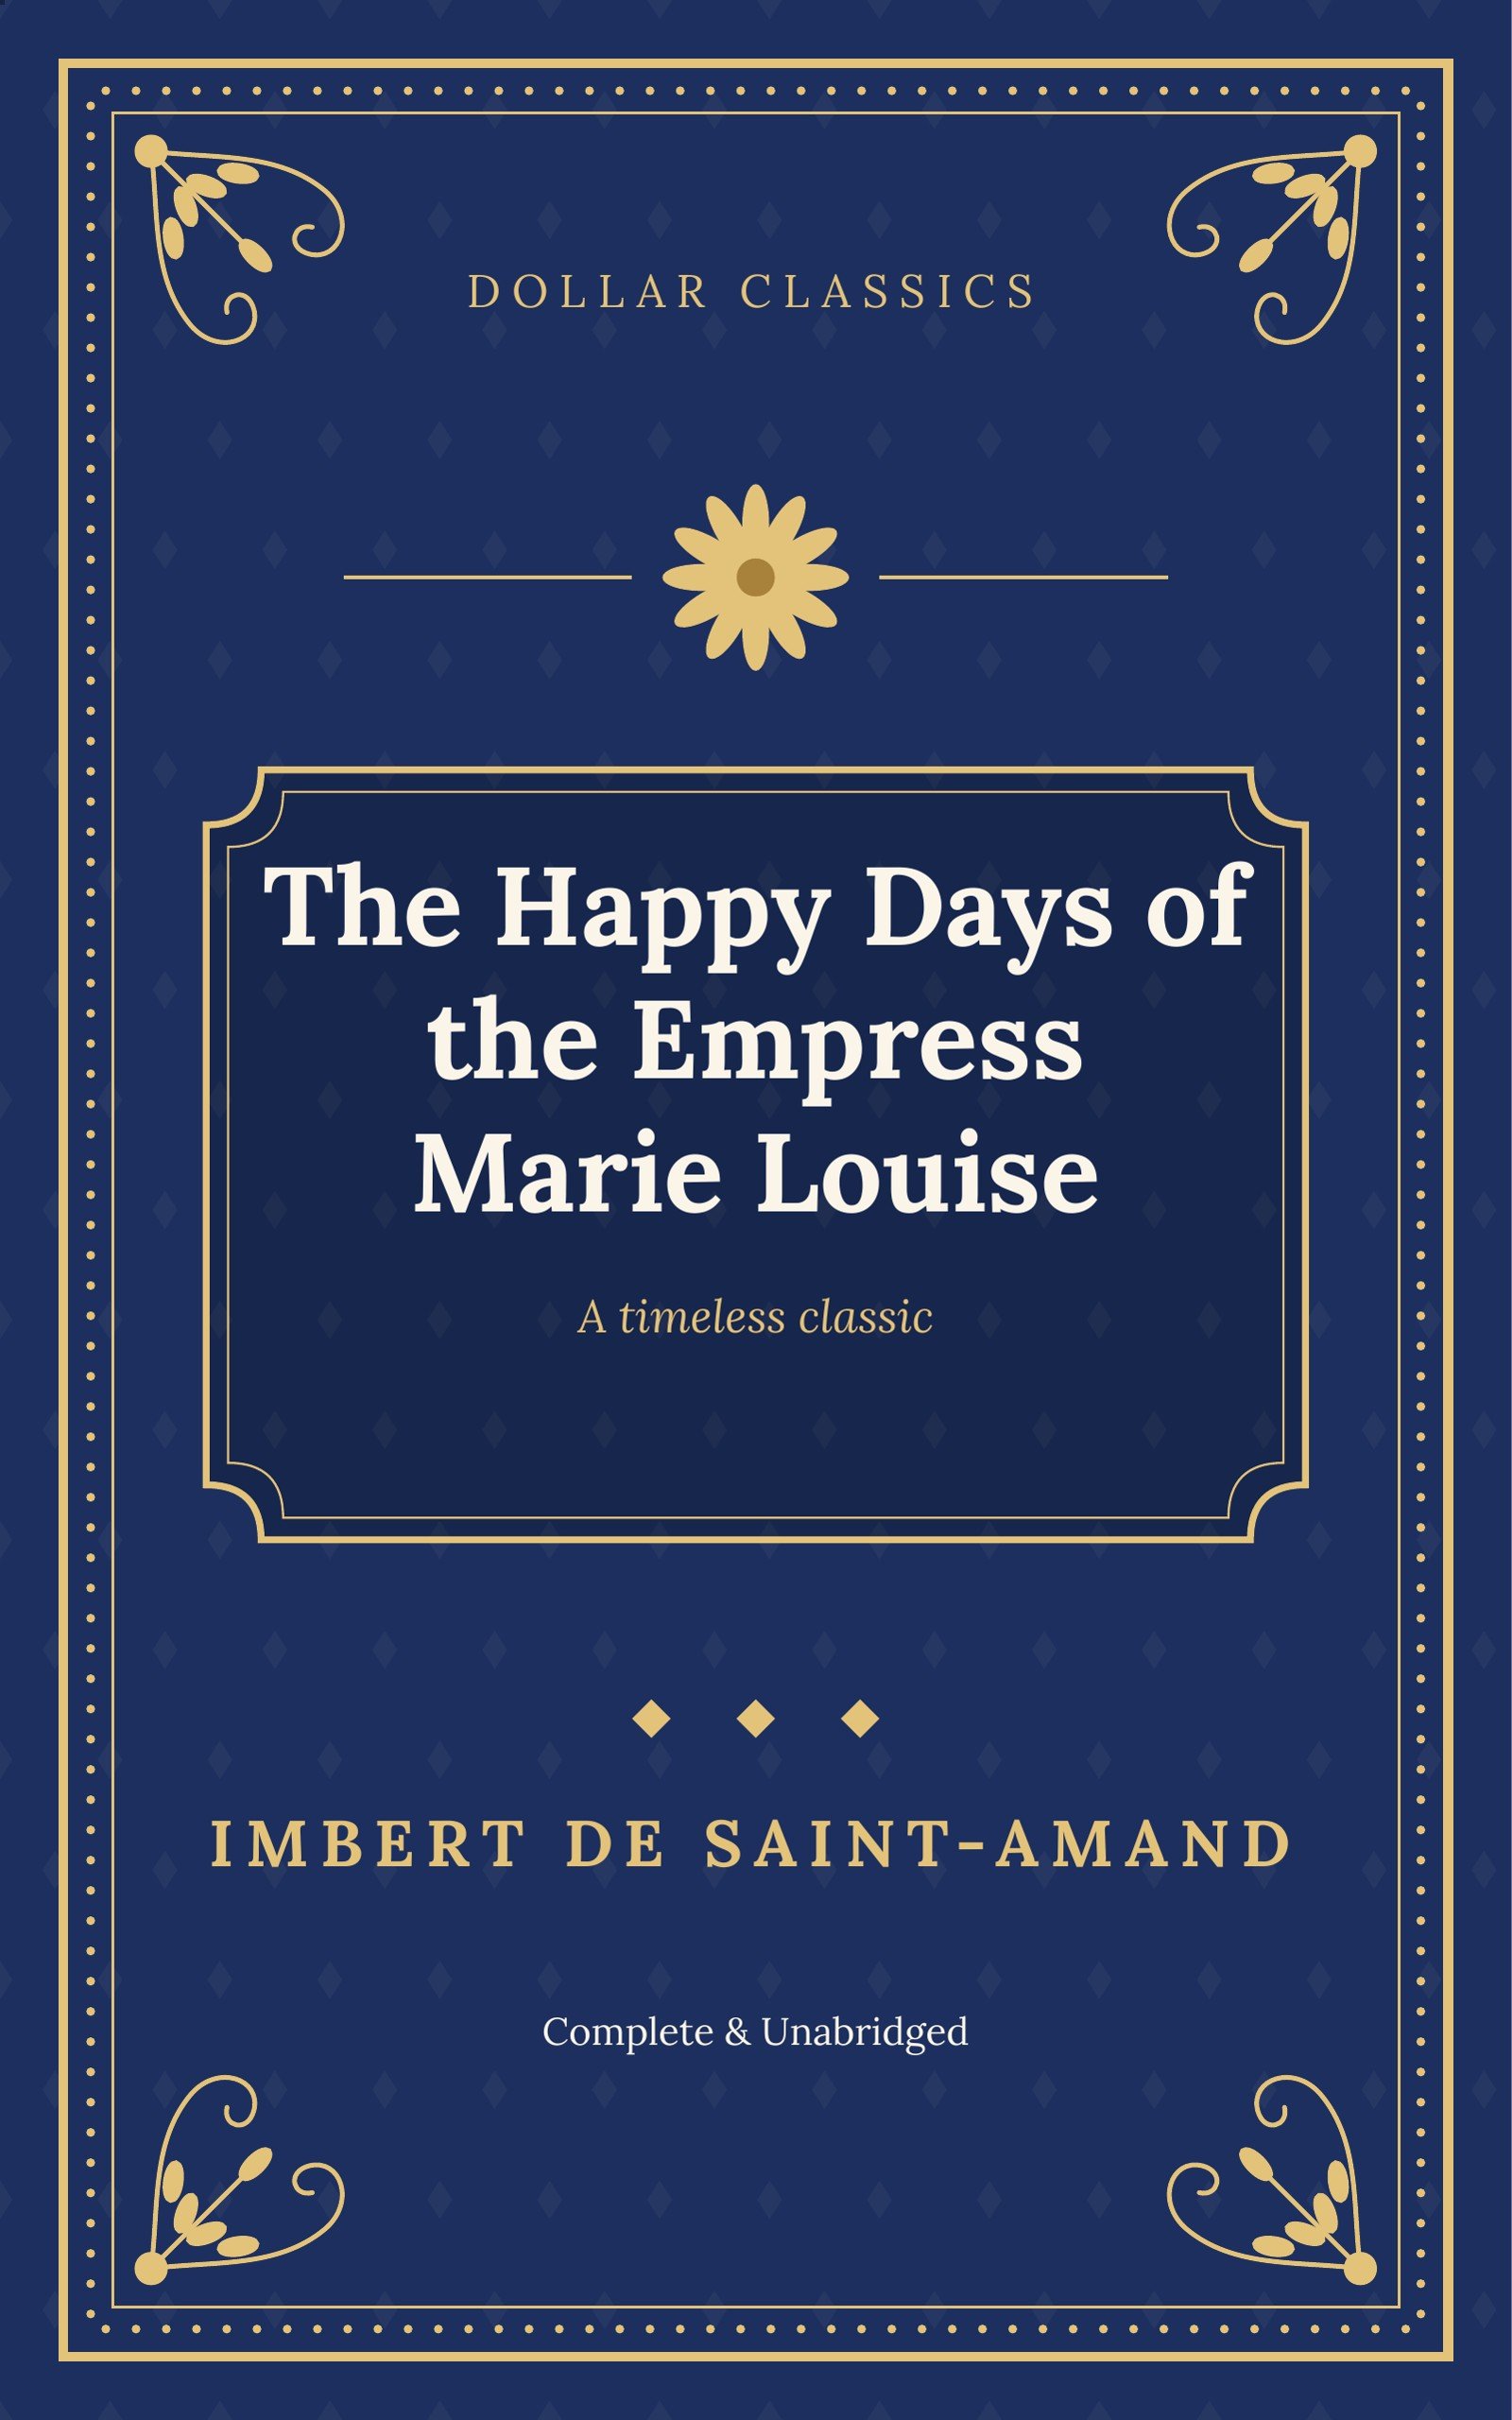 DOLLAR CLASSICS
The Happy Days of
the Empress
Marie Louise
A timeless classic
IMBERT DE SAINT-AMAND
Complete & Unabridged